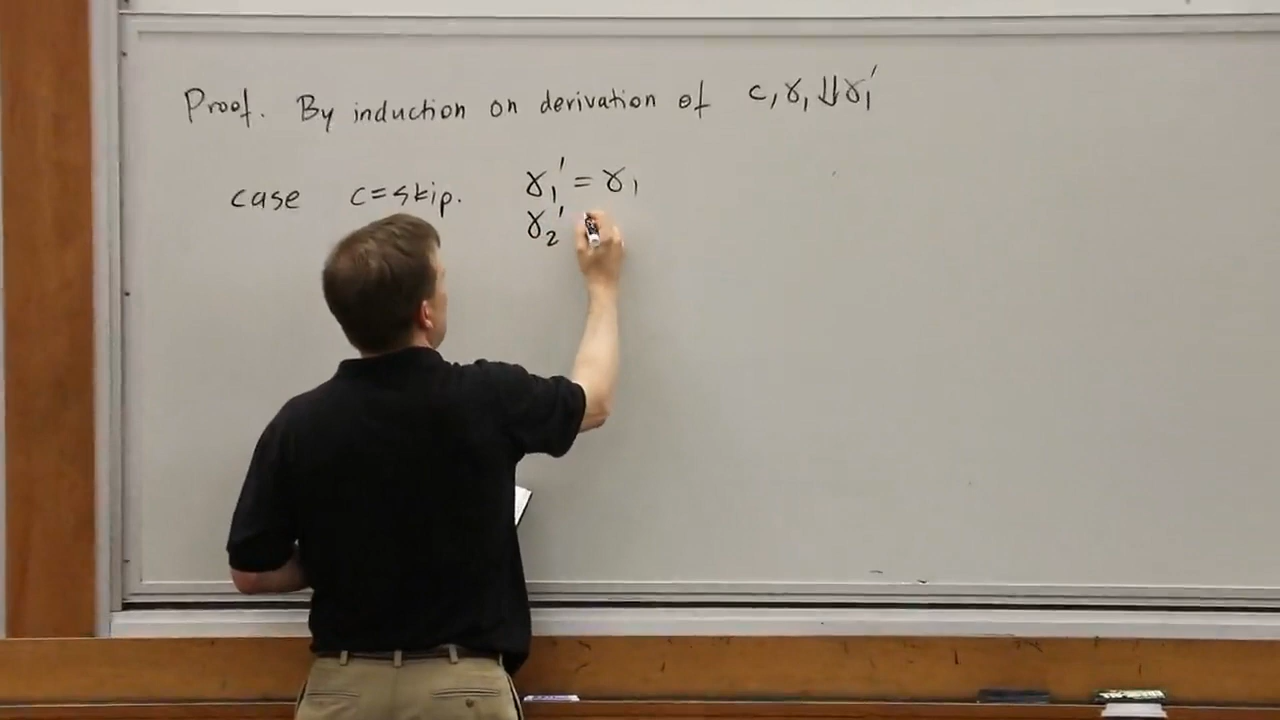 Proof. By induction on derivation of c, γ₁ ⇓ γ₁'
case c=skip. γ₁' = γ₁
γ₂'